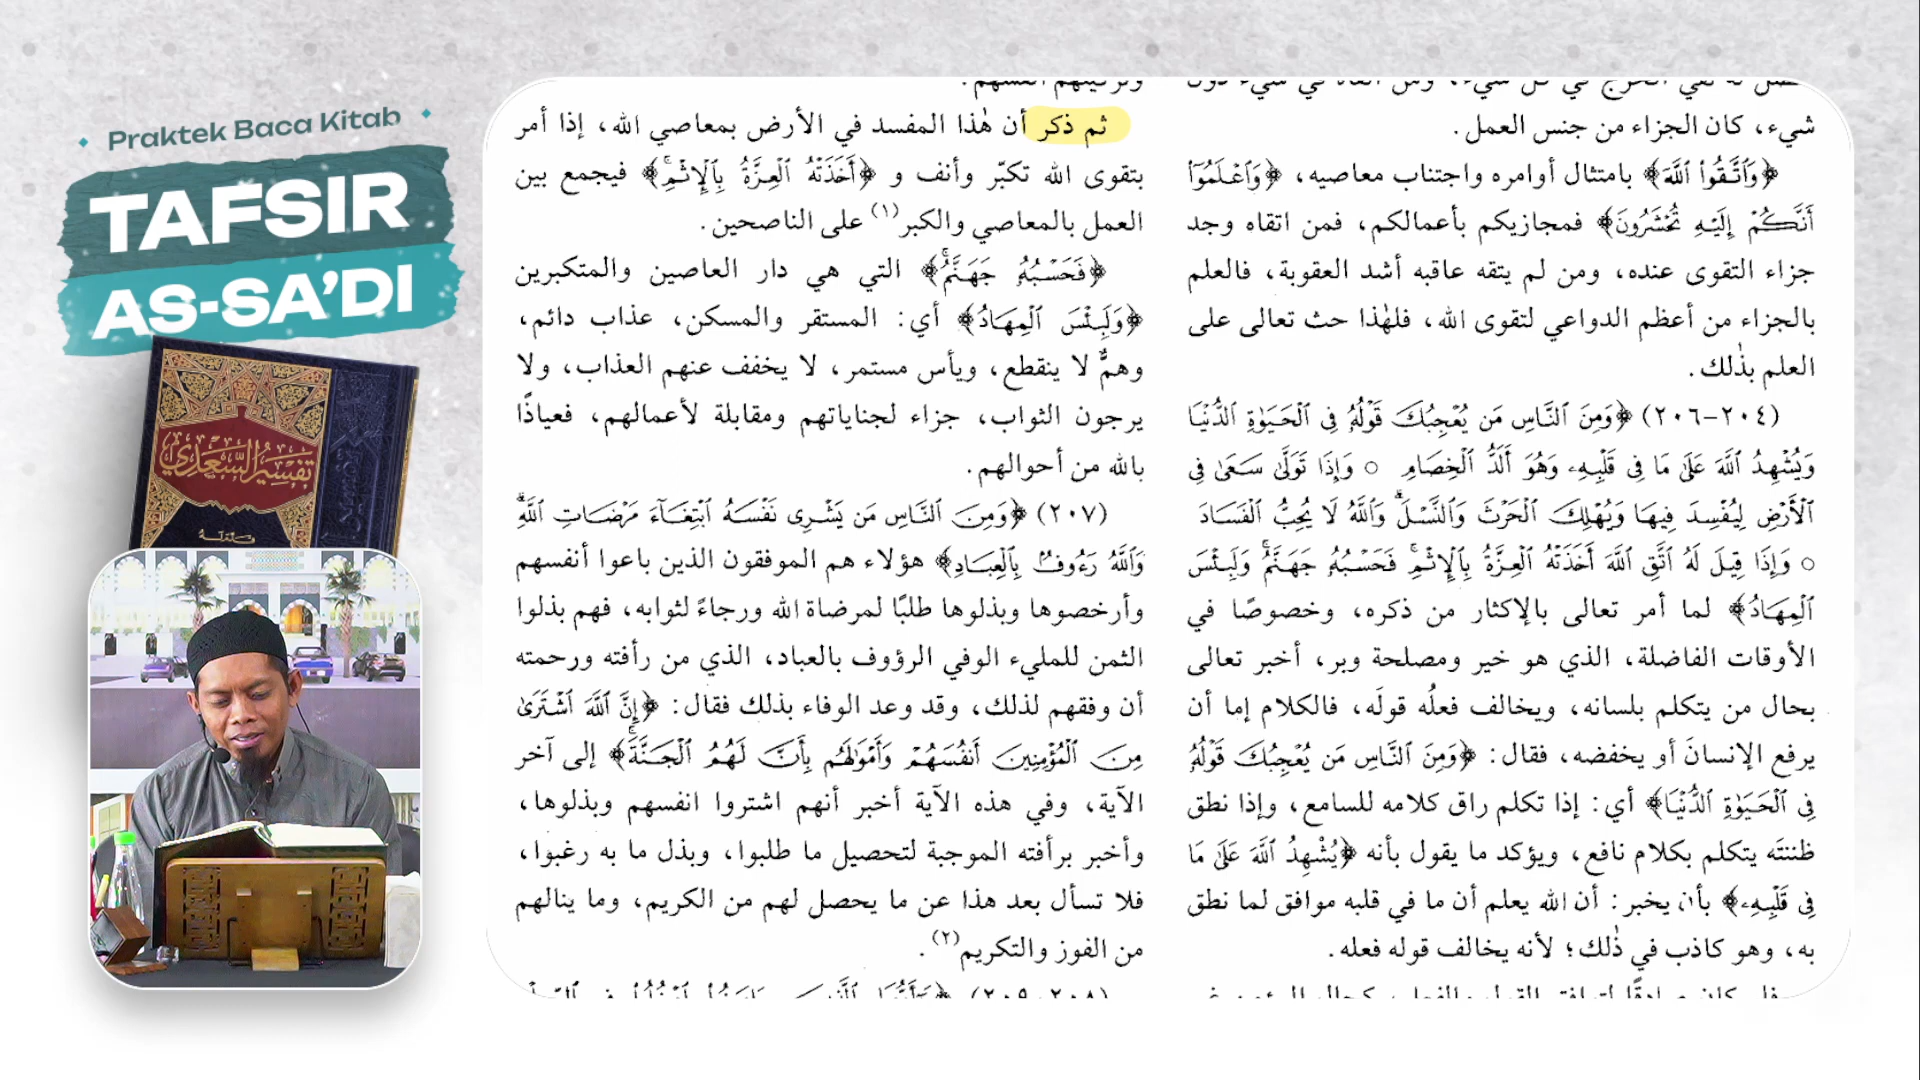 Praktek Baca Kitab
TAFSIR
AS-SA'DI
تفسير السعدي
شيء، كان الجزاء من جنس العمل.
﴿وَٱتَّقُوا۟ ٱللَّهَ﴾ بامتثال أوامره واجتناب معاصيه، ﴿وَٱعْلَمُوٓا۟
أَنَّكُمْ إِلَيْهِ تُحْشَرُونَ﴾ فمجازيكم بأعمالكم، فمن اتقاه وجد
جزاء التقوى عنده، ومن لم يتقه عاقبه أشد العقوبة، فالعلم
بالجزاء من أعظم الدواعي لتقوى الله، فلهٰذا حث تعالى على
العلم بذٰلك.
(٢٠٤-٢٠٦) ﴿وَمِنَ ٱلنَّاسِ مَن يُعْجِبُكَ قَوْلُهُۥ فِى ٱلْحَيَوٰةِ ٱلدُّنْيَا
وَيُشْهِدُ ٱللَّهَ عَلَىٰ مَا فِى قَلْبِهِۦ وَهُوَ أَلَدُّ ٱلْخِصَامِ ○ وَإِذَا تَوَلَّىٰ سَعَىٰ فِى
ٱلْأَرْضِ لِيُفْسِدَ فِيهَا وَيُهْلِكَ ٱلْحَرْثَ وَٱلنَّسْلَ ۗ وَٱللَّهُ لَا يُحِبُّ ٱلْفَسَادَ
○ وَإِذَا قِيلَ لَهُ ٱتَّقِ ٱللَّهَ أَخَذَتْهُ ٱلْعِزَّةُ بِٱلْإِثْمِ ۚ فَحَسْبُهُۥ جَهَنَّمُ ۚ وَلَبِئْسَ
ٱلْمِهَادُ﴾ لما أمر تعالى بالإكثار من ذكره، وخصوصًا في
الأوقات الفاضلة، الذي هو خير ومصلحة وبر، أخبر تعالى
بحال من يتكلم بلسانه، ويخالف فعلُه قولَه، فالكلام إما أن
يرفع الإنسانَ أو يخفضه، فقال: ﴿وَمِنَ ٱلنَّاسِ مَن يُعْجِبُكَ قَوْلُهُۥ
فِى ٱلْحَيَوٰةِ ٱلدُّنْيَا﴾ أي: إذا تكلم راق كلامه للسامع، وإذا نطق
ظننتَه يتكلم بكلام نافع، ويؤكد ما يقول بأنه ﴿يُشْهِدُ ٱللَّهَ عَلَىٰ مَا
فِى قَلْبِهِۦ﴾ بأن يخبر: أن الله يعلم أن ما في قلبه موافق لما نطق
به، وهو كاذب في ذٰلك؛ لأنه يخالف قوله فعله.
ثم ذكر أن هٰذا المفسد في الأرض بمعاصي الله، إذا أمر
بتقوى الله تكبّر وأنف و ﴿أَخَذَتْهُ ٱلْعِزَّةُ بِٱلْإِثْمِ ۚ﴾ فيجمع بين
العمل بالمعاصي والكبر(١) على الناصحين.
﴿فَحَسْبُهُۥ جَهَنَّمُ ۚ﴾ التي هي دار العاصين والمتكبرين
﴿وَلَبِئْسَ ٱلْمِهَادُ﴾ أي: المستقر والمسكن، عذاب دائم،
وهمٌّ لا ينقطع، ويأس مستمر، لا يخفف عنهم العذاب، ولا
يرجون الثواب، جزاء لجناياتهم ومقابلة لأعمالهم، فعياذًا
بالله من أحوالهم.
(٢٠٧) ﴿وَمِنَ ٱلنَّاسِ مَن يَشْرِى نَفْسَهُ ٱبْتِغَآءَ مَرْضَاتِ ٱللَّهِ ۗ
وَٱللَّهُ رَءُوفٌۢ بِٱلْعِبَادِ﴾ هؤلاء هم الموفقون الذين باعوا أنفسهم
وأرخصوها وبذلوها طلبًا لمرضاة الله ورجاءً لثوابه، فهم بذلوا
الثمن للمليء الوفي الرؤوف بالعباد، الذي من رأفته ورحمته
أن وفقهم لذلك، وقد وعد الوفاء بذلك فقال: ﴿إِنَّ ٱللَّهَ ٱشْتَرَىٰ
مِنَ ٱلْمُؤْمِنِينَ أَنفُسَهُمْ وَأَمْوَٰلَهُم بِأَنَّ لَهُمُ ٱلْجَنَّةَ ۚ﴾ إلى آخر
الآية، وفي هذه الآية أخبر أنهم اشتروا انفسهم وبذلوها،
وأخبر برأفته الموجبة لتحصيل ما طلبوا، وبذل ما به رغبوا،
فلا تسأل بعد هذا عن ما يحصل لهم من الكريم، وما ينالهم
من الفوز والتكريم(٢).